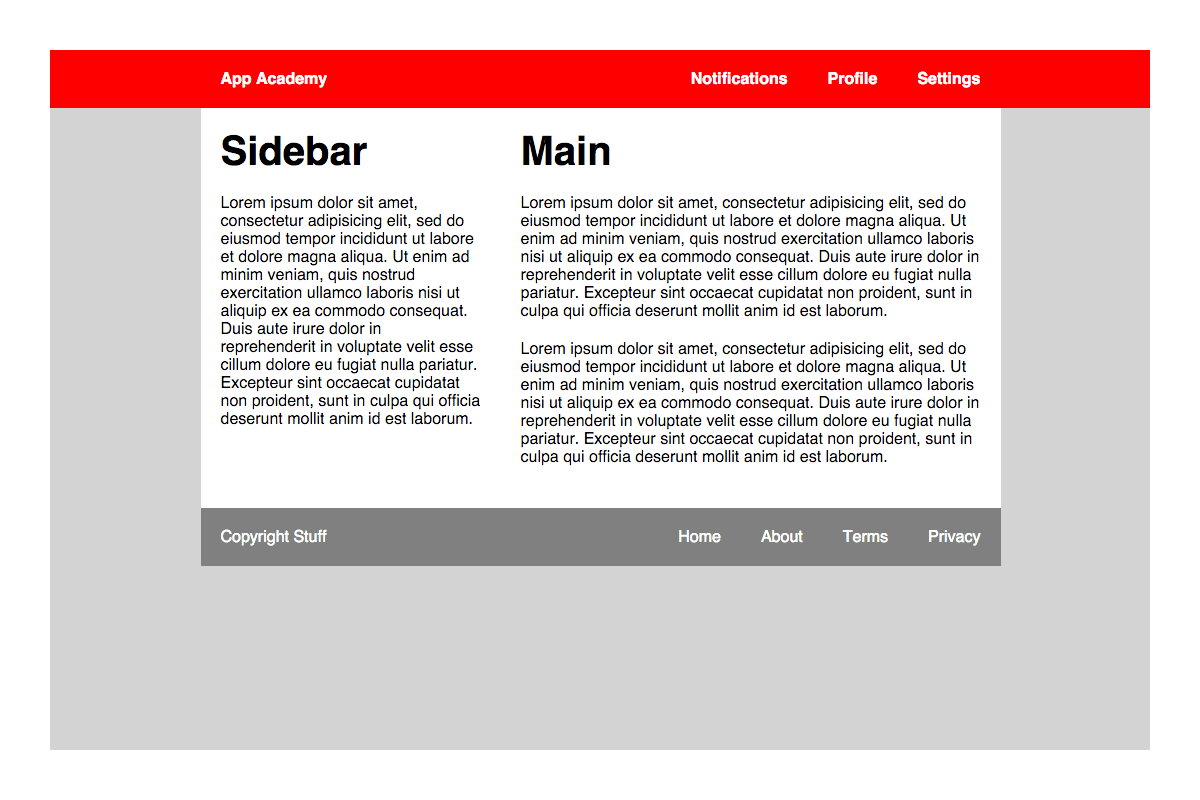 App Academy
Notifications Profile Settings
Sidebar
Lorem ipsum dolor sit amet,
consectetur adipisicing elit, sed do
eiusmod tempor incididunt ut labore
et dolore magna aliqua. Ut enim ad
minim veniam, quis nostrud
exercitation ullamco laboris nisi ut
aliquip ex ea commodo consequat.
Duis aute irure dolor in
reprehenderit in voluptate velit esse
cillum dolore eu fugiat nulla pariatur.
Excepteur sint occaecat cupidatat
non proident, sunt in culpa qui officia
deserunt mollit anim id est laborum.
Main
Lorem ipsum dolor sit amet, consectetur adipisicing elit, sed do
eiusmod tempor incididunt ut labore et dolore magna aliqua. Ut
enim ad minim veniam, quis nostrud exercitation ullamco laboris
nisi ut aliquip ex ea commodo consequat. Duis aute irure dolor in
reprehenderit in voluptate velit esse cillum dolore eu fugiat nulla
pariatur. Excepteur sint occaecat cupidatat non proident, sunt in
culpa qui officia deserunt mollit anim id est laborum.
Lorem ipsum dolor sit amet, consectetur adipisicing elit, sed do
eiusmod tempor incididunt ut labore et dolore magna aliqua. Ut
enim ad minim veniam, quis nostrud exercitation ullamco laboris
nisi ut aliquip ex ea commodo consequat. Duis aute irure dolor in
reprehenderit in voluptate velit esse cillum dolore eu fugiat nulla
pariatur. Excepteur sint occaecat cupidatat non proident, sunt in
culpa qui officia deserunt mollit anim id est laborum.
Copyright Stuff
Home About Terms Privacy